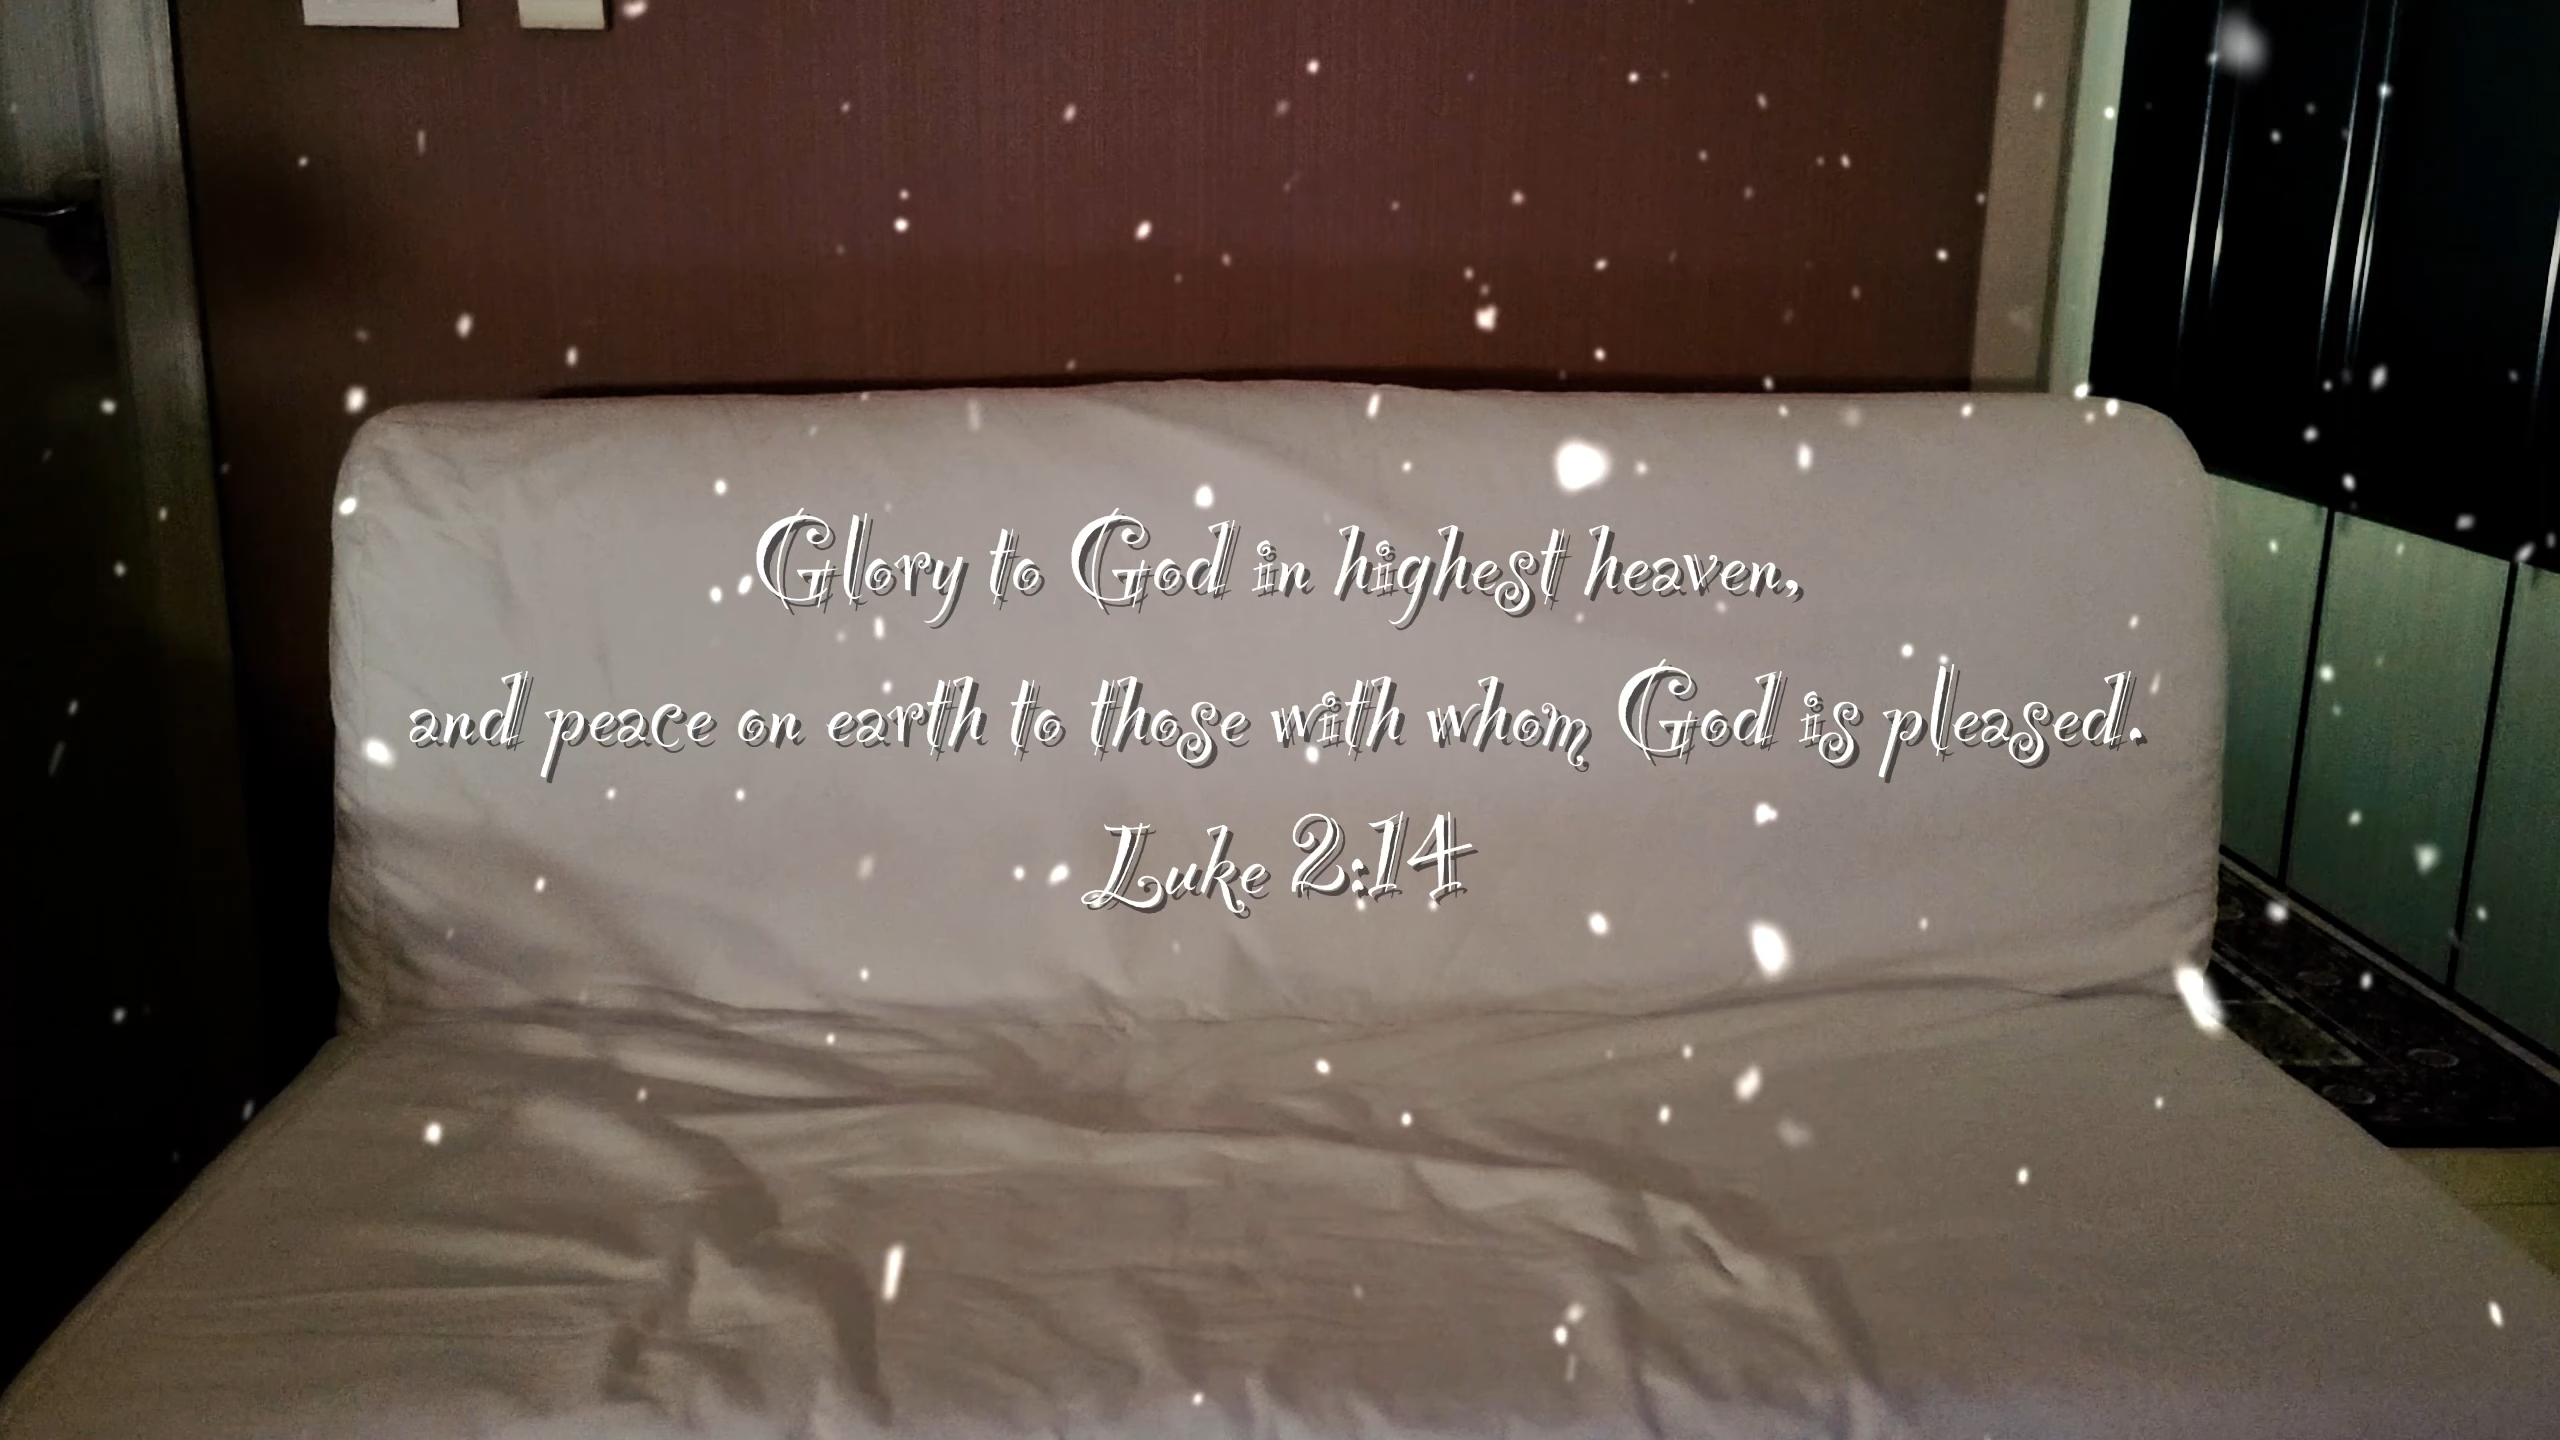 Glory to God in highest heaven,
and peace on earth to those with whom God is pleased.
Luke 2:14